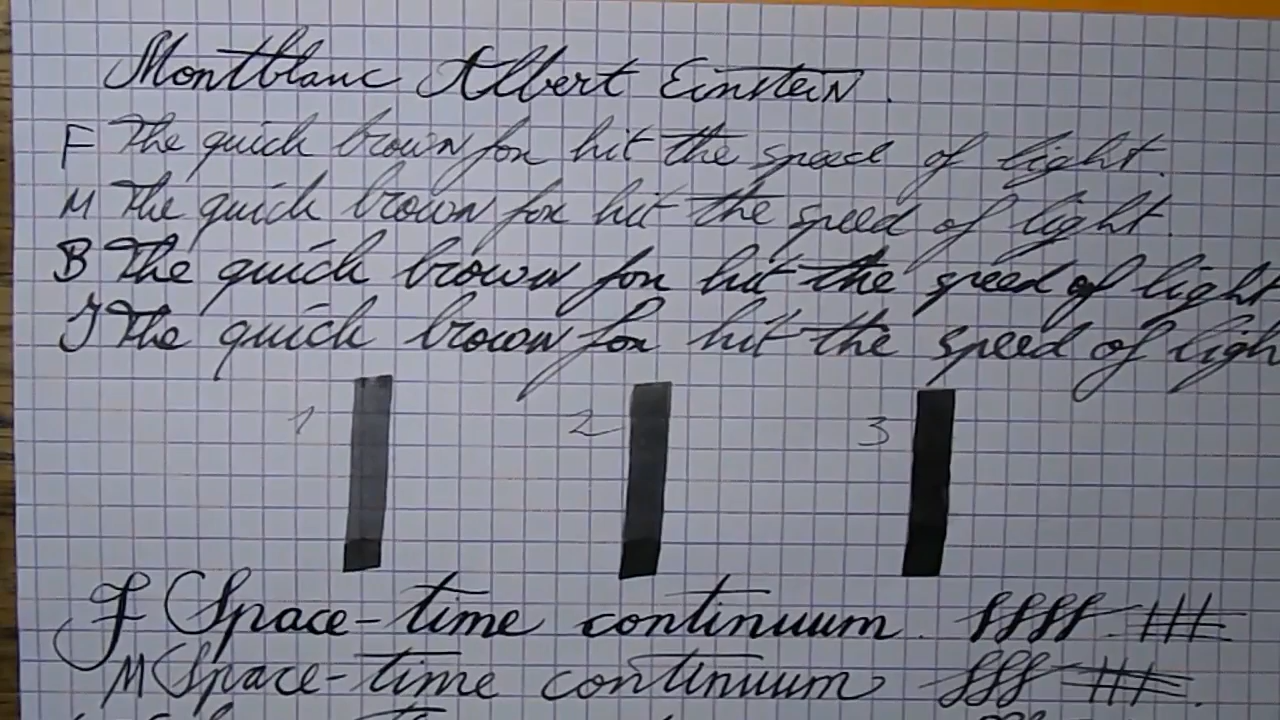 Montblanc Albert Einstein.
F The quick brown fox hit the speed of light.
M The quick brown fox hit the speed of light.
B The quick brown fox hit the speed of light
J The quick brown fox hit the speed of ligh
1 2 3
F Space-time continuum. ffff
M Space-time continuum fff